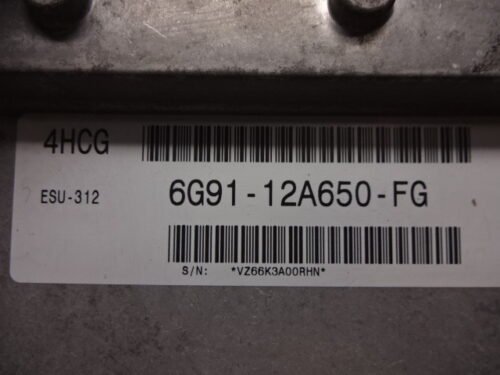 4HCG
ESU-312
6G91-12A650-FG
S/N: *VZ66K3A00RHN*